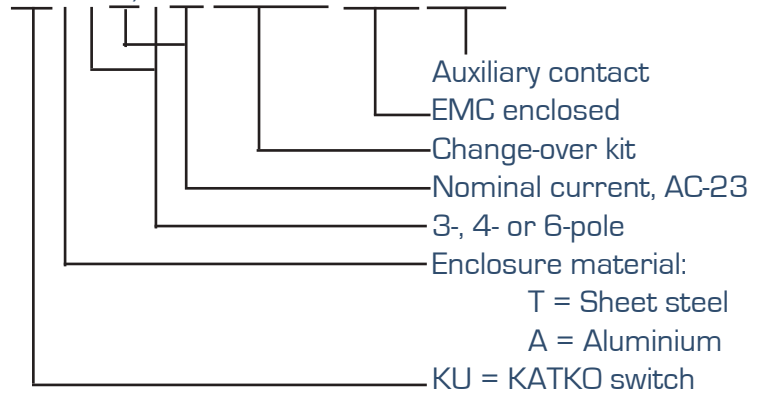 Auxiliary contact
EMC enclosed
Change-over kit
Nominal current, AC-23
3-, 4- or 6-pole
Enclosure material:
T = Sheet steel
A = Aluminium
KU = KATKO switch